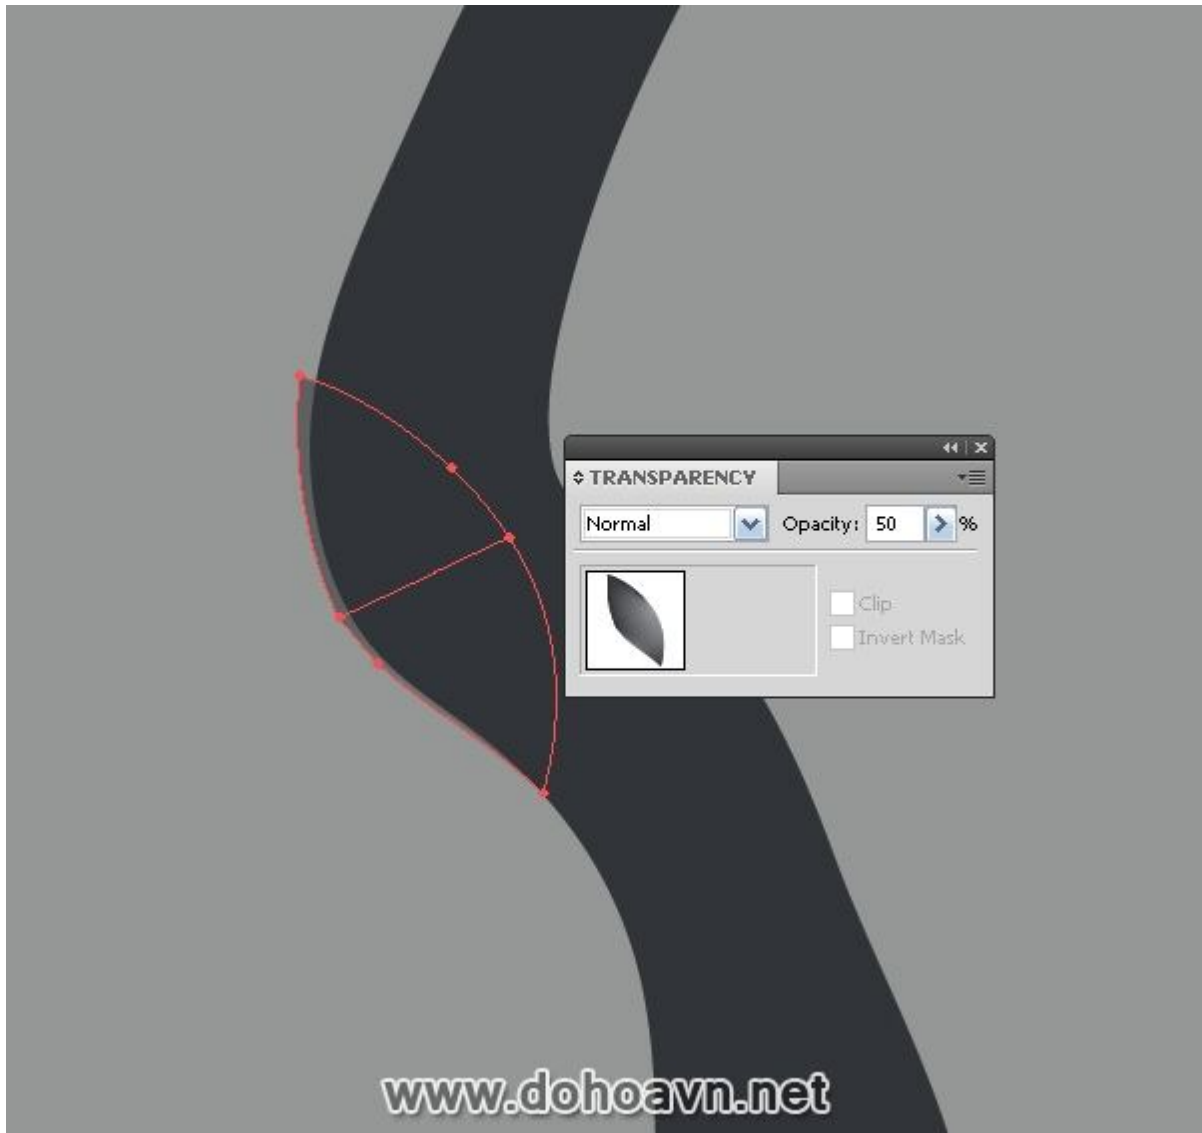 TRANSPARENCY
Normal Opacity: 50 %
Clip
Invert Mask
www.dohoavn.net